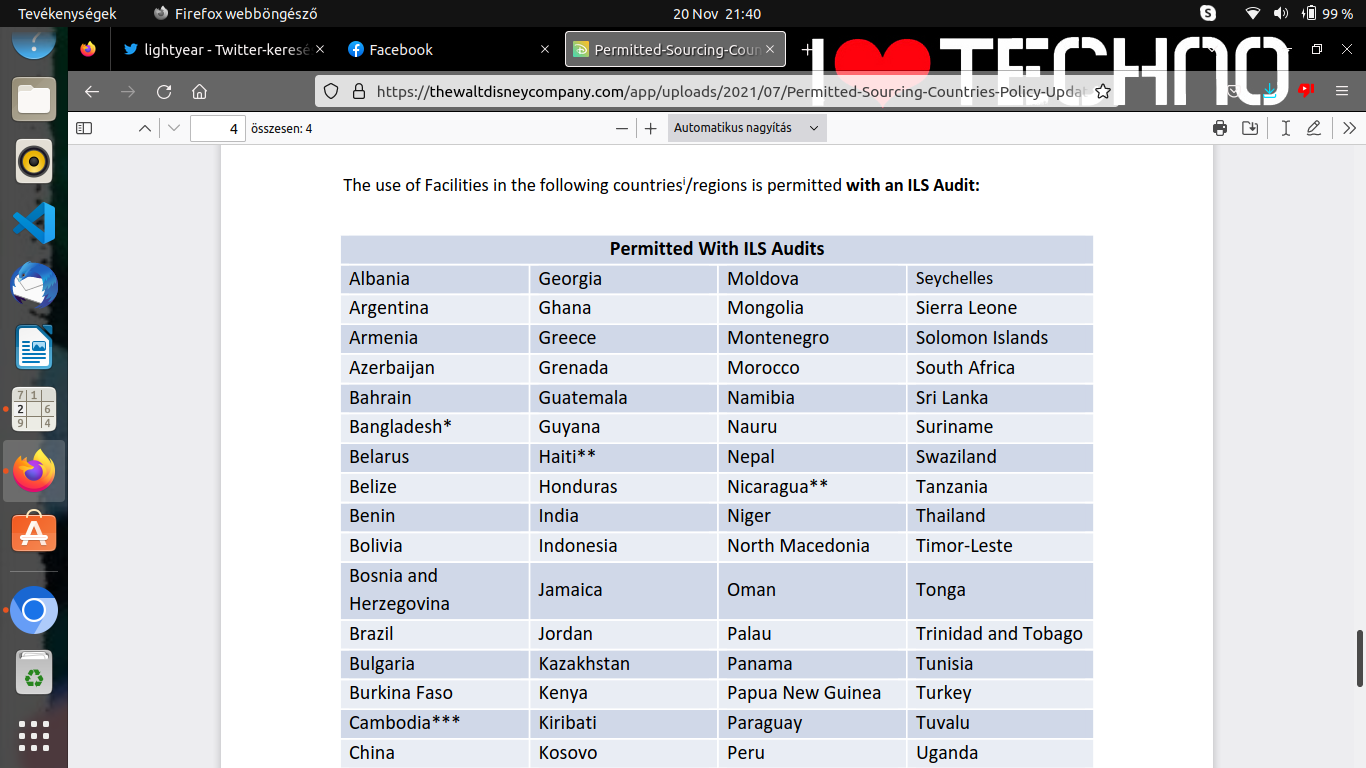 Tevékenységek
Firefox webböngésző
20 Nov 21:40
99 %
lightyear - Twitter-keresé
Facebook
Permitted-Sourcing-Coun
I TECHNO
https://thewaltdisneycompany.com/app/uploads/2021/07/Permitted-Sourcing-Countries-Policy-Updat
4 összesen: 4
Automatikus nagyítás
The use of Facilities in the following countriesⁱ/regions is permitted with an ILS Audit:
Permitted With ILS Audits
Albania Georgia Moldova Seychelles
Argentina Ghana Mongolia Sierra Leone
Armenia Greece Montenegro Solomon Islands
Azerbaijan Grenada Morocco South Africa
Bahrain Guatemala Namibia Sri Lanka
Bangladesh* Guyana Nauru Suriname
Belarus Haiti** Nepal Swaziland
Belize Honduras Nicaragua** Tanzania
Benin India Niger Thailand
Bolivia Indonesia North Macedonia Timor-Leste
Bosnia and
Herzegovina Jamaica Oman Tonga
Brazil Jordan Palau Trinidad and Tobago
Bulgaria Kazakhstan Panama Tunisia
Burkina Faso Kenya Papua New Guinea Turkey
Cambodia*** Kiribati Paraguay Tuvalu
China Kosovo Peru Uganda